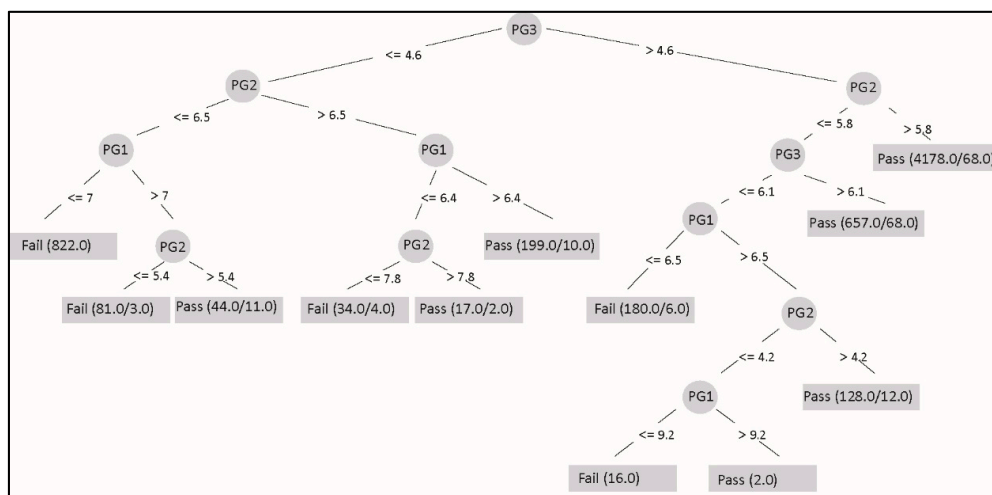 PG3
<= 4.6 > 4.6
PG2 PG2
<= 6.5 > 6.5 <= 5.8 > 5.8
PG1 PG1 PG3 Pass (4178.0/68.0)
<= 7 > 7 <= 6.4 > 6.4 <= 6.1 > 6.1
PG1 Pass (657.0/68.0)
Fail (822.0) PG2 PG2 Pass (199.0/10.0)
<= 6.5 > 6.5
<= 5.4 > 5.4 <= 7.8 > 7.8
Fail (81.0/3.0) Pass (44.0/11.0) Fail (34.0/4.0) Pass (17.0/2.0) Fail (180.0/6.0) PG2
<= 4.2 > 4.2
PG1 Pass (128.0/12.0)
<= 9.2 > 9.2
Fail (16.0) Pass (2.0)